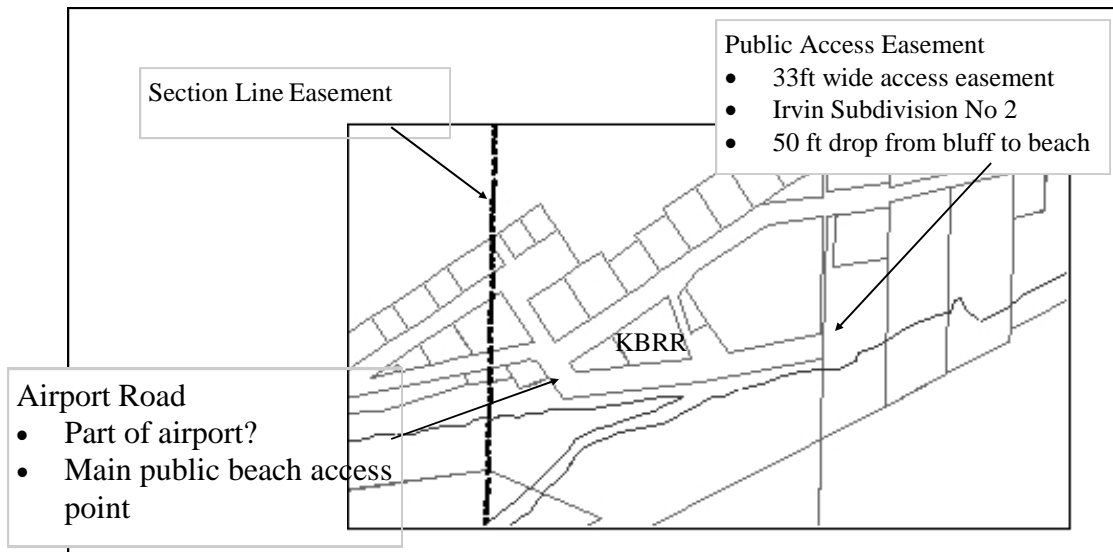 Section Line Easement
Public Access Easement
• 33ft wide access easement
• Irvin Subdivision No 2
• 50 ft drop from bluff to beach
KBRR
Airport Road
• Part of airport?
• Main public beach access
point